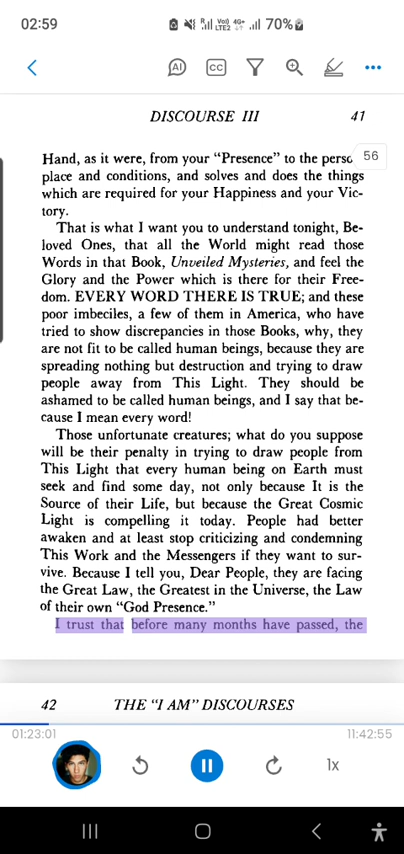 02:59
Vo)) 4G+
R LTE2 70%
AI CC
DISCOURSE III 41
56
Hand, as it were, from your “Presence” to the perso
place and conditions, and solves and does the things
which are required for your Happiness and your Vic-
tory.
That is what I want you to understand tonight, Be-
loved Ones, that all the World might read those
Words in that Book, Unveiled Mysteries, and feel the
Glory and the Power which is there for their Free-
dom. EVERY WORD THERE IS TRUE; and these
poor imbeciles, a few of them in America, who have
tried to show discrepancies in those Books, why, they
are not fit to be called human beings, because they are
spreading nothing but destruction and trying to draw
people away from This Light. They should be
ashamed to be called human beings, and I say that be-
cause I mean every word!
Those unfortunate creatures; what do you suppose
will be their penalty in trying to draw people from
This Light that every human being on Earth must
seek and find some day, not only because It is the
Source of their Life, but because the Great Cosmic
Light is compelling it today. People had better
awaken and at least stop criticizing and condemning
This Work and the Messengers if they want to sur-
vive. Because I tell you, Dear People, they are facing
the Great Law, the Greatest in the Universe, the Law
of their own “God Presence.”
I trust that before many months have passed, the
42 THE “I AM” DISCOURSES
01:23:01 11:42:55
1x